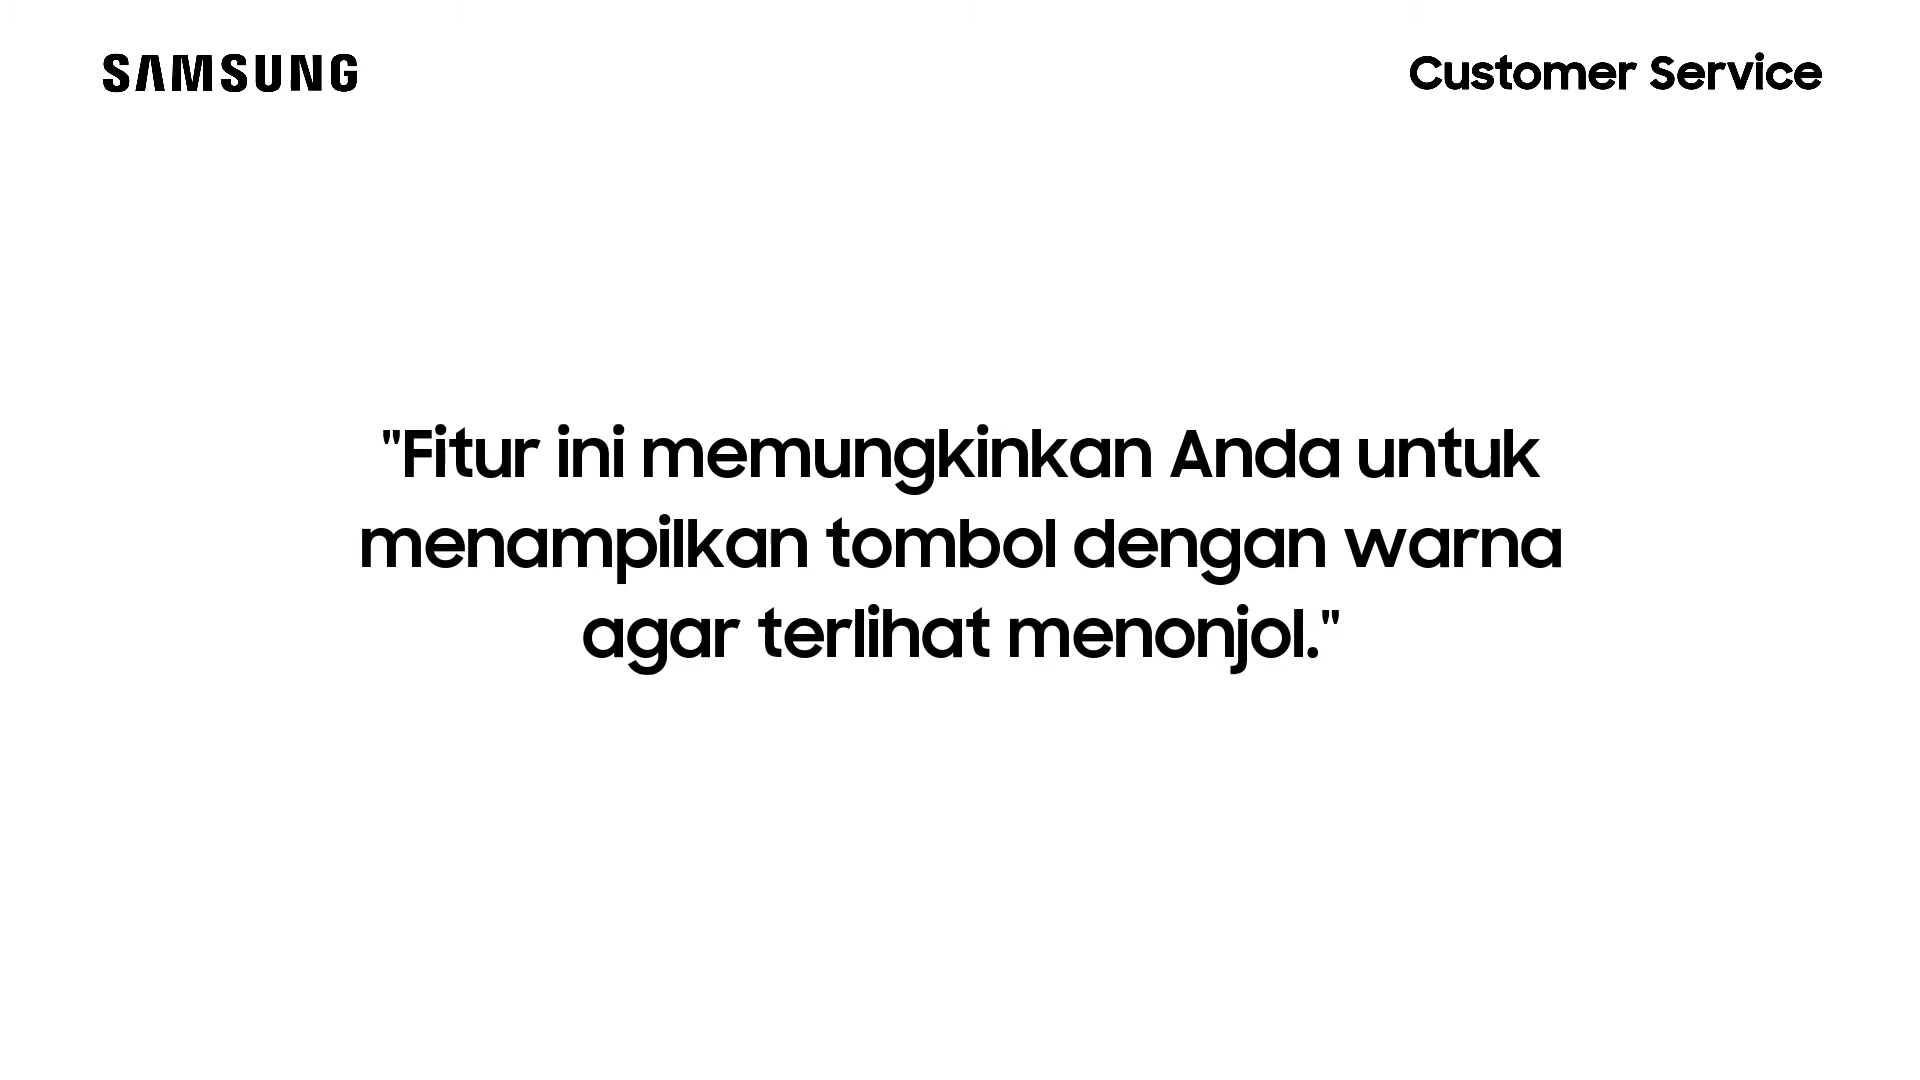 SAMSUNG
Customer Service
"Fitur ini memungkinkan Anda untuk
menampilkan tombol dengan warna
agar terlihat menonjol."